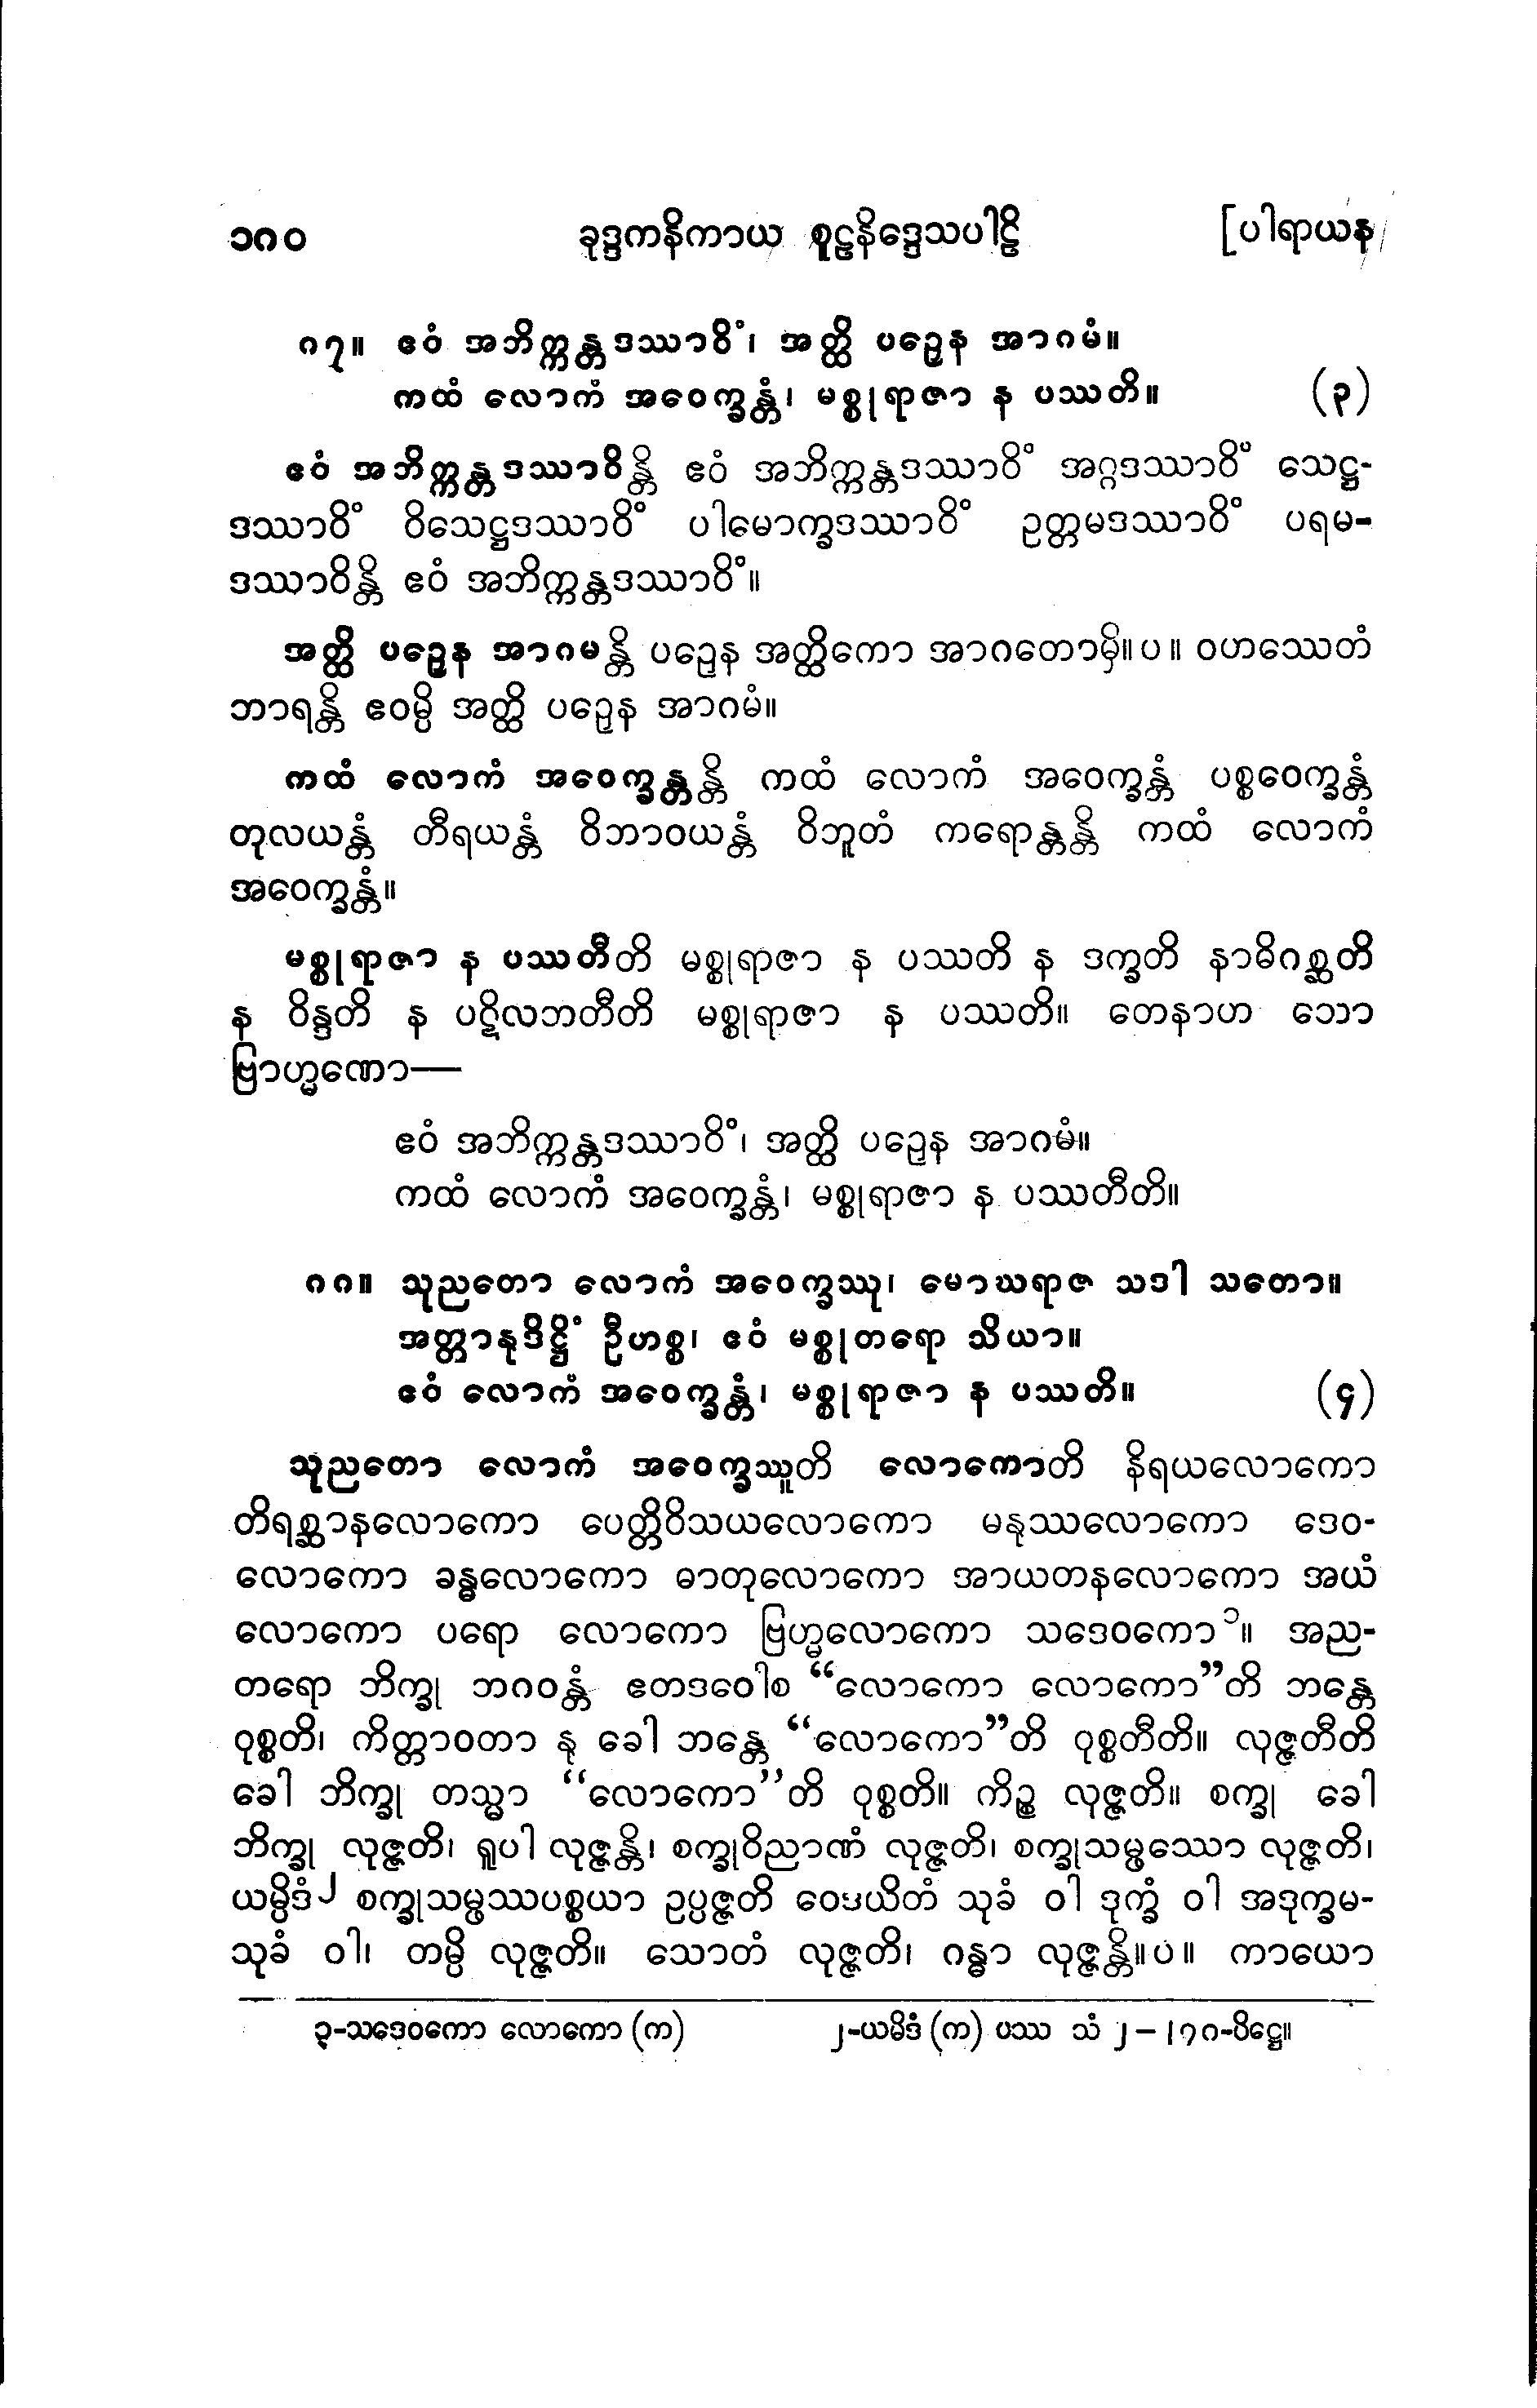 ၁၈၀ ခုဒ္ဒကနိကာယ စူဠနိဒ္ဒေသပါဠိ [ပါရာယန
၈၇။ ဧဝံ အဘိက္ကန္တဒဿာဝိံ၊ အတ္ထိ ပဉှေန အာဂမံ။
ကထံ လောကံ အဝေက္ခန္တံ၊ မစ္စုရာဇာ န ပဿတိ။ (၃)
ဧဝံ အဘိက္ကန္တဒဿာဝိန္တိ ဧဝံ အဘိက္ကန္တဒဿာဝိံ အဂ္ဂဒဿာဝိံ သေဋ္ဌ-
ဒဿာဝိံ ဝိသေဋ္ဌဒဿာဝိံ ပါမောက္ခဒဿာဝိံ ဥတ္တမဒဿာဝိံ ပရမ-
ဒဿာဝိန္တိ ဧဝံ အဘိက္ကန္တဒဿာဝိံ။
အတ္ထိ ပဉှေန အာဂမန္တိ ပဉှေန အတ္ထိကော အာဂတောမှိ။ပ။ ဝဟဿေတံ
ဘာရန္တိ ဧဝမ္ပိ အတ္ထိ ပဉှေန အာဂမံ။
ကထံ လောကံ အဝေက္ခန္တန္တိ ကထံ လောကံ အဝေက္ခန္တံ ပစ္စဝေက္ခန္တံ
တုလယန္တံ တီရယန္တံ ဝိဘာဝယန္တံ ဝိဘူတံ ကရောန္တန္တိ ကထံ လောကံ
အဝေက္ခန္တံ။
မစ္စုရာဇာ န ပဿတီတိ မစ္စုရာဇာ န ပဿတိ န ဒက္ခတိ နာဓိဂစ္ဆတိ
န ဝိန္ဒတိ န ပဋိလဘတီတိ မစ္စုရာဇာ န ပဿတိ။ တေနာဟ သော
ဗြာဟ္မဏော—
ဧဝံ အဘိက္ကန္တဒဿာဝိံ၊ အတ္ထိ ပဉှေန အာဂမံ။
ကထံ လောကံ အဝေက္ခန္တံ၊ မစ္စုရာဇာ န ပဿတီတိ။
၈၈။ သုညတော လောကံ အဝေက္ခဿု၊ မောဃရာဇ သဒါ သတော။
အတ္တာနုဒိဋ္ဌိံ ဦဟစ္စ၊ ဧဝံ မစ္စုတရော သိယာ။
ဧဝံ လောကံ အဝေက္ခန္တံ၊ မစ္စုရာဇာ န ပဿတိ။ (၄)
သုညတော လောကံ အဝေက္ခဿူတိ လောကောတိ နိရယလောကော
တိရစ္ဆာနလောကော ပေတ္တိဝိသယလောကော မနုဿလောကော ဒေဝ-
လောကော ခန္ဓလောကော ဓာတုလောကော အာယတနလောကော အယံ
လောကော ပရော လောကော ဗြဟ္မလောကော သဒေဝကော၁။ အည-
တရော ဘိက္ခု ဘဂဝန္တံ ဧတဒဝေါစ “လောကော လောကော”တိ ဘန္တေ
ဝုစ္စတိ၊ ကိတ္တာဝတာ နု ခေါ ဘန္တေ “လောကော”တိ ဝုစ္စတီတိ။ လုဇ္ဇတီတိ
ခေါ ဘိက္ခု တသ္မာ “လောကော”တိ ဝုစ္စတိ။ ကိဉ္စ လုဇ္ဇတိ။ စက္ခု ခေါ
ဘိက္ခု လုဇ္ဇတိ၊ ရူပါ လုဇ္ဇန္တိ၊ စက္ခုဝိညာဏံ လုဇ္ဇတိ၊ စက္ခုသမ္ဖဿော လုဇ္ဇတိ၊
ယမ္ပိဒံ၂ စက္ခုသမ္ဖဿပစ္စယာ ဥပ္ပဇ္ဇတိ ဝေဒယိတံ သုခံ ဝါ ဒုက္ခံ ဝါ အဒုက္ခမ-
သုခံ ဝါ၊ တမ္ပိ လုဇ္ဇတိ။ သောတံ လုဇ္ဇတိ၊ ဂန္ဓာ လုဇ္ဇန္တိ။ပ။ ကာယော
၃-သဒေဝကော လောကော (က) ၂-ယမိဒံ (က) ပဿ သံ ၂ — ၂၇၈-ပိဋ္ဌေ။